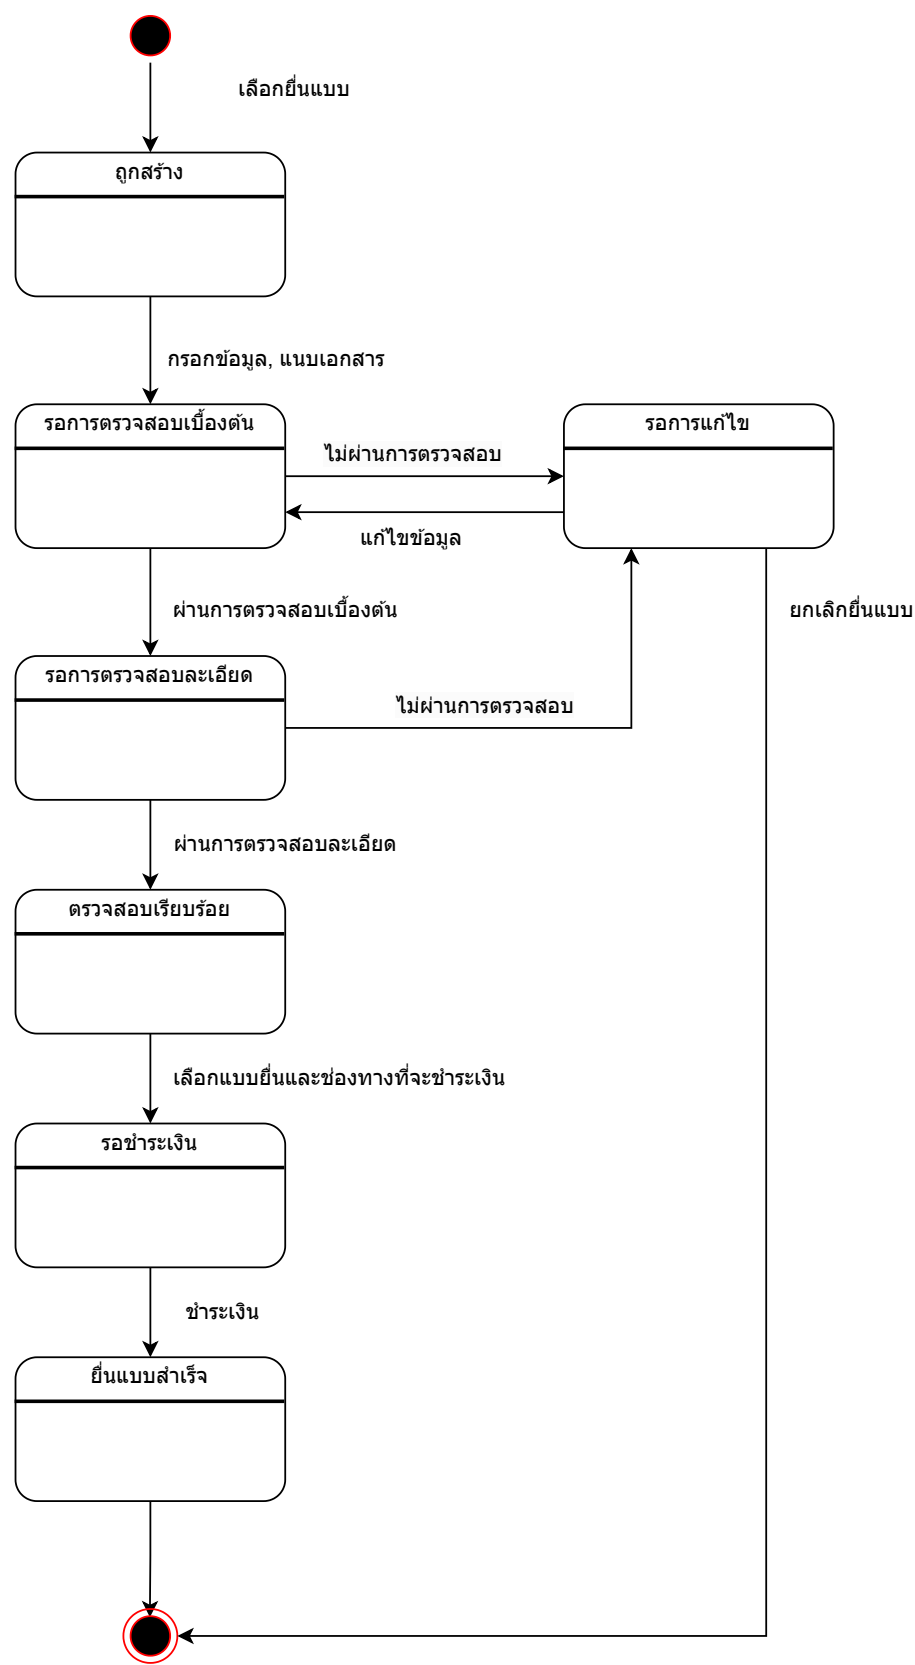 เลือกยื่นแบบ
ถูกสร้าง
กรอกข้อมูล, แนบเอกสาร
รอการตรวจสอบเบื้องต้น
รอการแก้ไข
ไม่ผ่านการตรวจสอบ
แก้ไขข้อมูล
ผ่านการตรวจสอบเบื้องต้น
ยกเลิกยื่นแบบ
รอการตรวจสอบละเอียด
ไม่ผ่านการตรวจสอบ
ผ่านการตรวจสอบละเอียด
ตรวจสอบเรียบร้อย
เลือกแบบยื่นและช่องทางที่จะชำระเงิน
รอชำระเงิน
ชำระเงิน
ยื่นแบบสำเร็จ